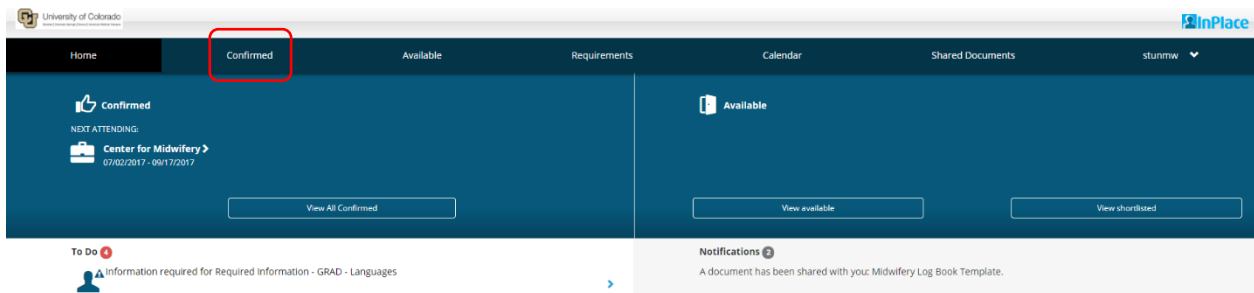 University of Colorado
InPlace
Home
Confirmed
Available
Requirements
Calendar
Shared Documents
stunmw
Confirmed
NEXT ATTENDING:
Center for Midwifery
07/02/2017 - 09/17/2017
View All Confirmed
Available
View available
View shortlisted
To Do 4
Information required for Required Information - GRAD - Languages
Notifications 2
A document has been shared with you: Midwifery Log Book Template.